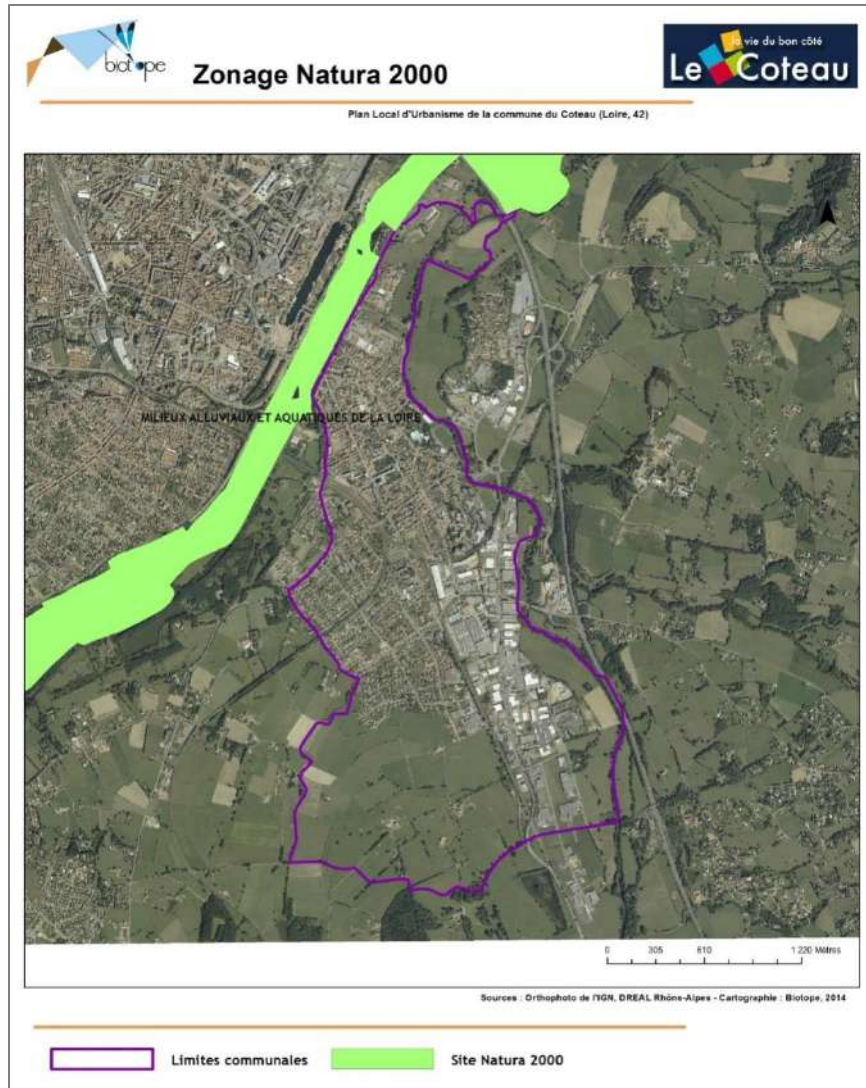 biotope
Zonage Natura 2000
la vie du bon côté
Le Coteau
Plan Local d'Urbanisme de la commune du Coteau (Loire, 42)
MILIEUX ALLUVIAUX ET AQUATIQUES DE LA LOIRE
0 305 610 1 220 Mètres
Sources : Orthophoto de l'IGN, DREAL Rhône-Alpes - Cartographie : Biotope, 2014
Limites communales
Site Natura 2000